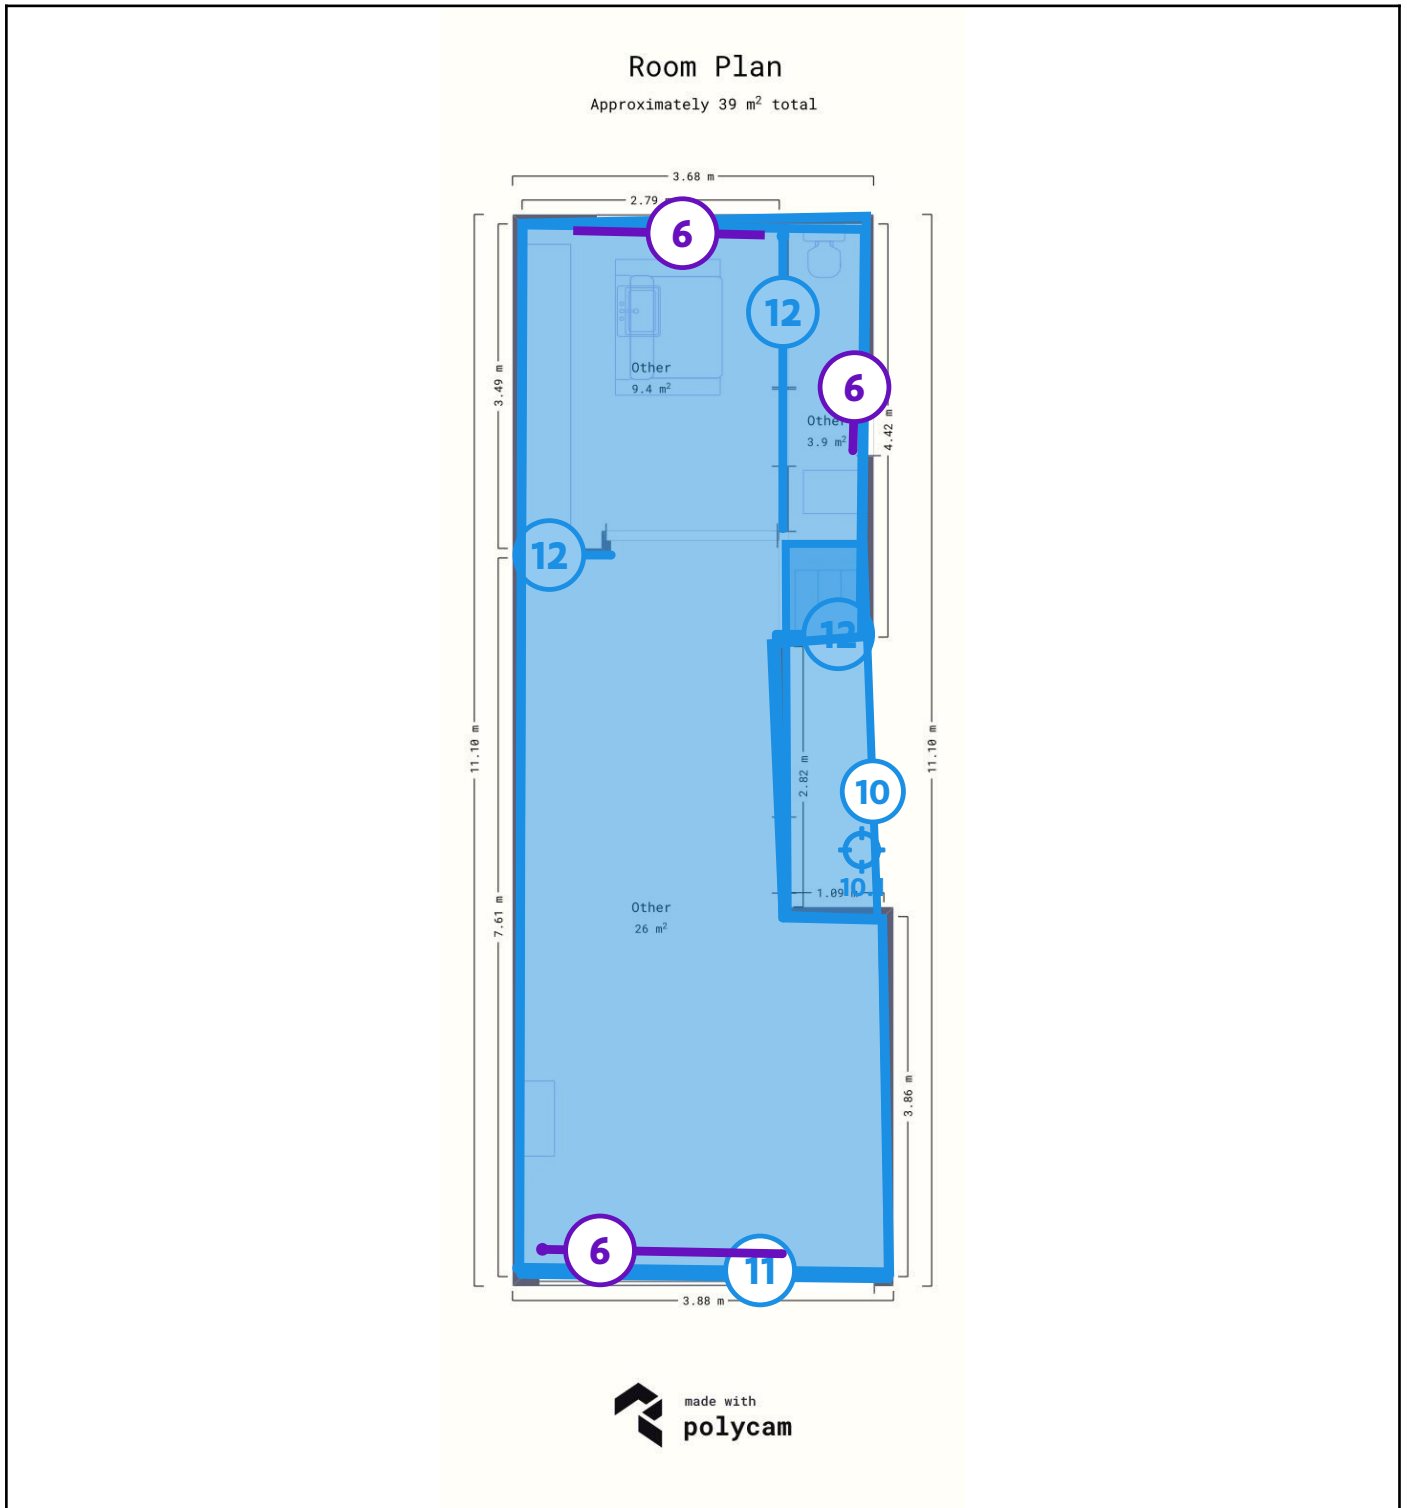 Room Plan
Approximately 39 m² total
3.68 m
2.79
6
12
3.49 m
Other
9.4 m²
6
4.42 m
Other
3.9 m²
12
12
11.10 m
2.82 m
11.10 m
10
10.1
1.09 m
7.61 m
Other
26 m²
3.86 m
6
11
3.88 m
made with
polycam